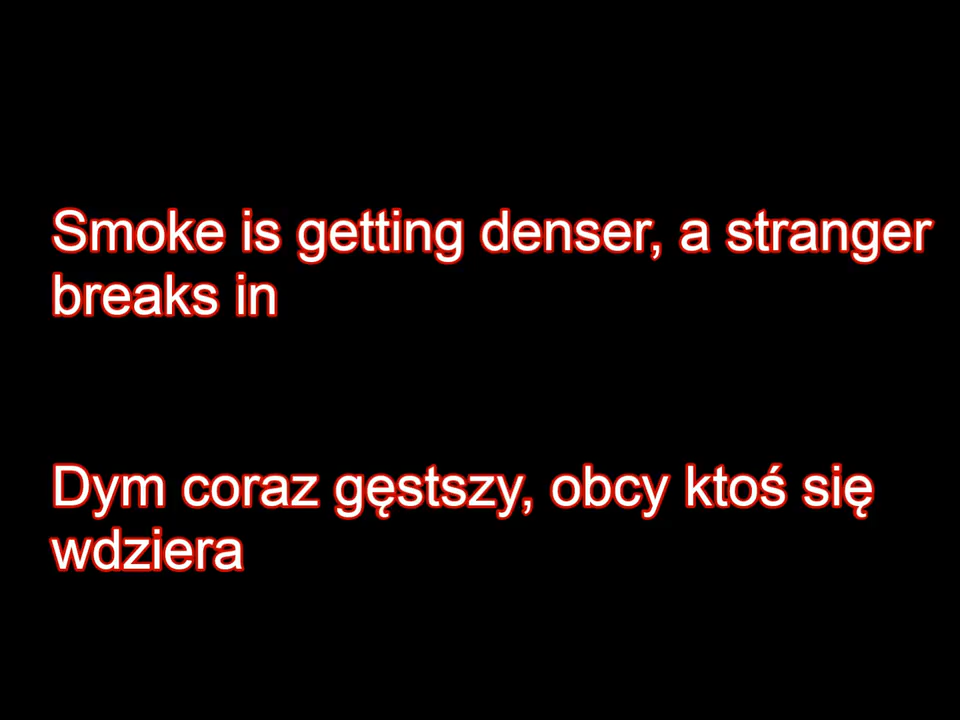 Smoke is getting denser, a stranger
breaks in
Dym coraz gęstszy, obcy ktoś się
wdziera